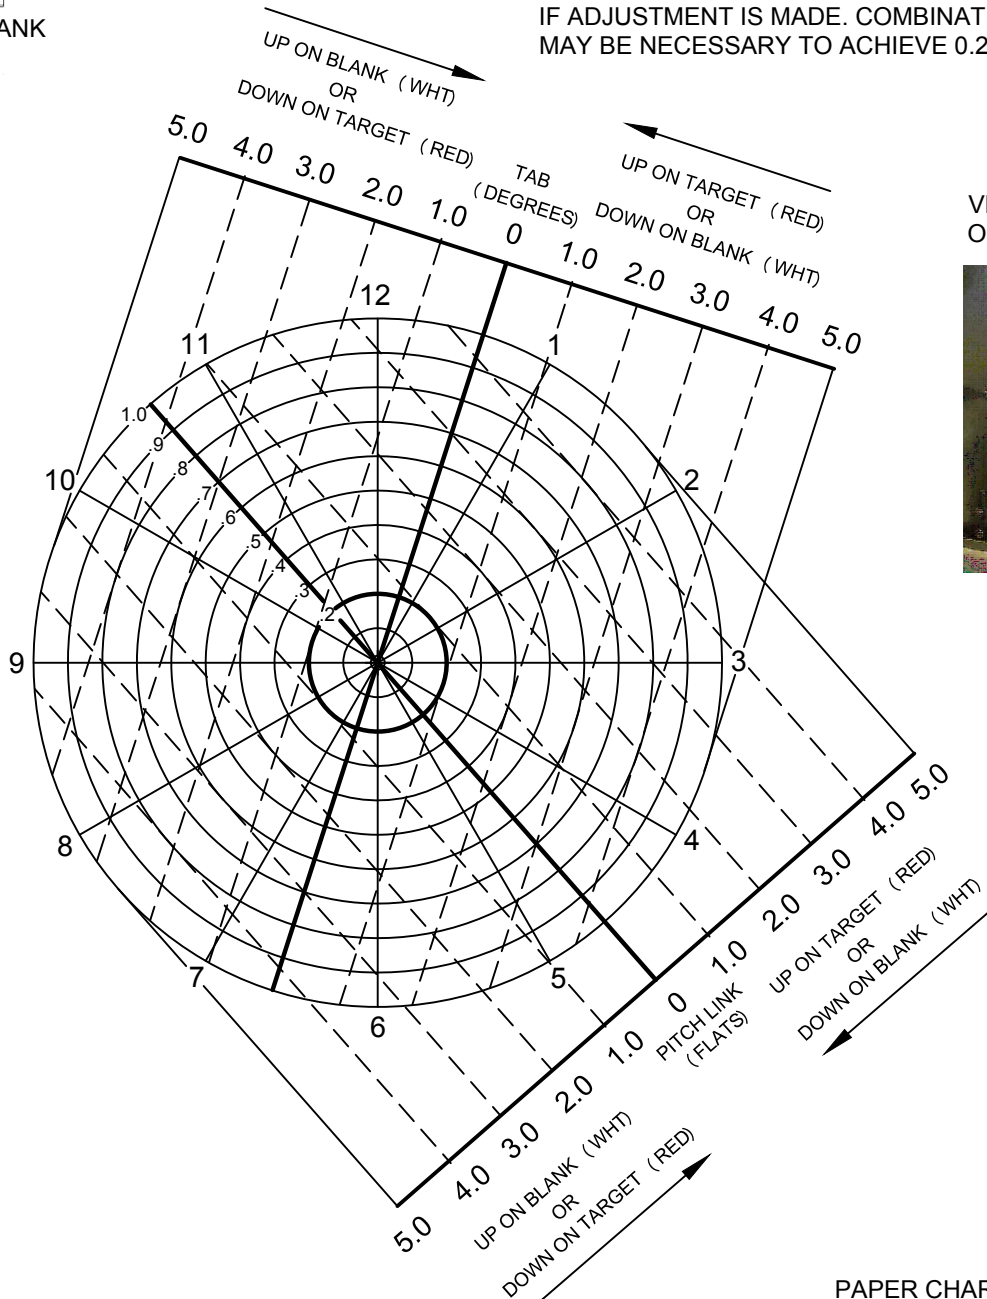 ANK
IF ADJUSTMENT IS MADE. COMBINAT
MAY BE NECESSARY TO ACHIEVE 0.2
UP ON BLANK (WHT)
OR
DOWN ON TARGET (RED)
TAB
(DEGREES)
UP ON TARGET (RED)
OR
DOWN ON BLANK (WHT)
5.0 4.0 3.0 2.0 1.0 0 1.0 2.0 3.0 4.0 5.0
VI
O
12
1
2
3
4
5
6
7
8
9
10
11
1.0
.9
.8
.7
.6
.5
.4
.3
.2
5.0 4.0 3.0 2.0 1.0 0 1.0 2.0 3.0 4.0 5.0
PITCH LINK
(FLATS)
UP ON TARGET (RED)
OR
DOWN ON BLANK (WHT)
UP ON BLANK (WHT)
OR
DOWN ON TARGET (RED)
PAPER CHAR